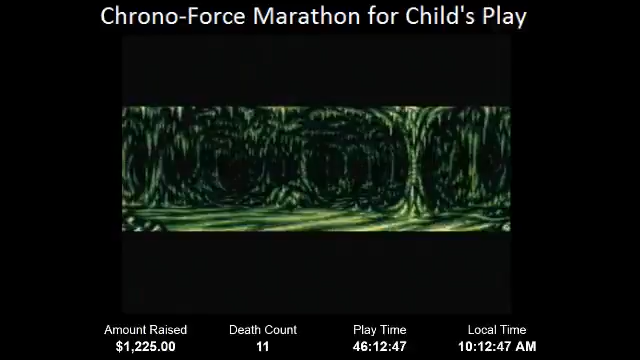 Chrono-Force Marathon for Child's Play
Amount Raised Death Count Play Time Local Time
$1,225.00 11 46:12:47 10:12:47 AM